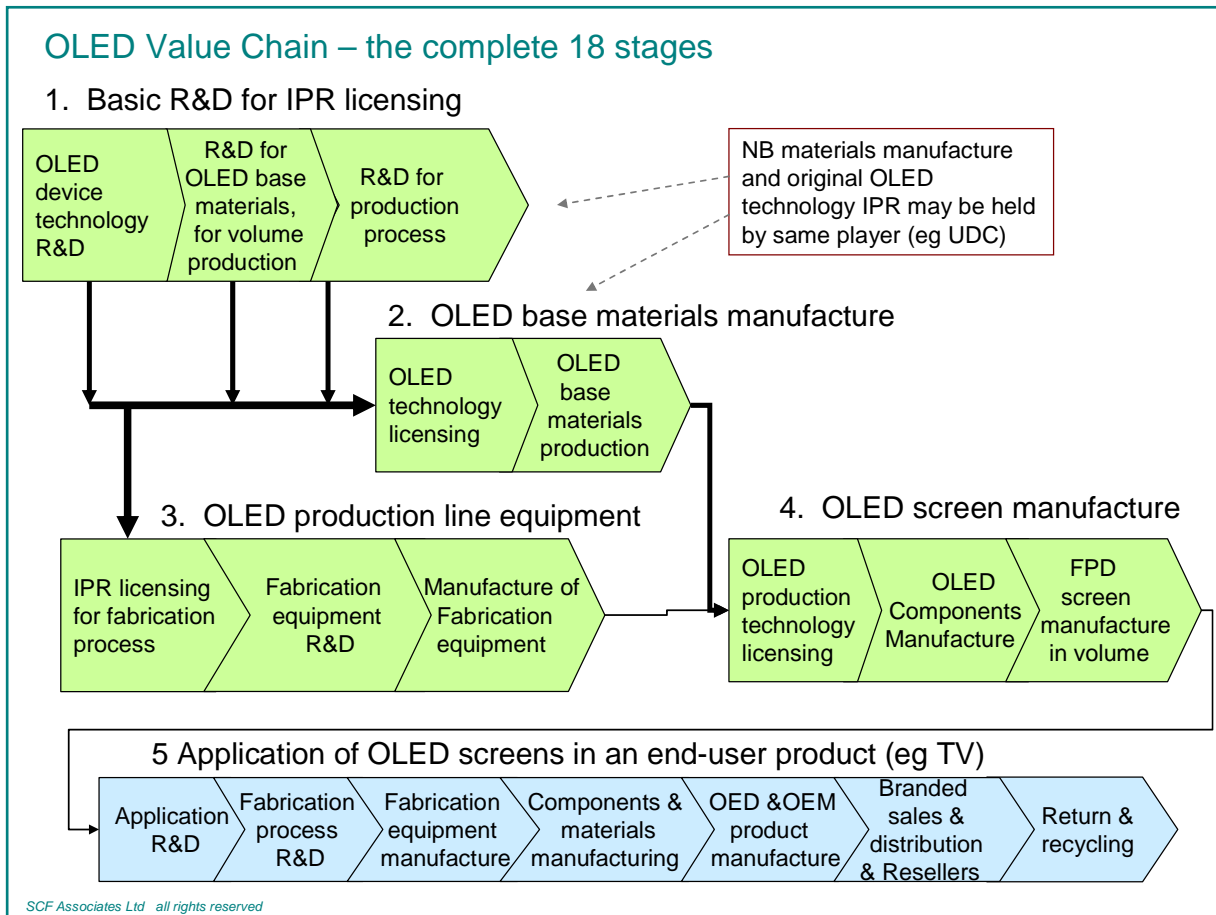 OLED Value Chain – the complete 18 stages
1. Basic R&D for IPR licensing
OLED
device
technology
R&D
R&D for
OLED base
materials,
for volume
production
R&D for
production
process
NB materials manufacture
and original OLED
technology IPR may be held
by same player (eg UDC)
2. OLED base materials manufacture
OLED
technology
licensing
OLED
base
materials
production
3. OLED production line equipment
IPR licensing
for fabrication
process
Fabrication
equipment
R&D
Manufacture of
Fabrication
equipment
4. OLED screen manufacture
OLED
production
technology
licensing
OLED
Components
Manufacture
FPD
screen
manufacture
in volume
5 Application of OLED screens in an end-user product (eg TV)
Application
R&D
Fabrication
process
R&D
Fabrication
equipment
manufacture
Components &
materials
manufacturing
OED &OEM
product
manufacture
Branded
sales &
distribution
& Resellers
Return &
recycling
SCF Associates Ltd all rights reserved